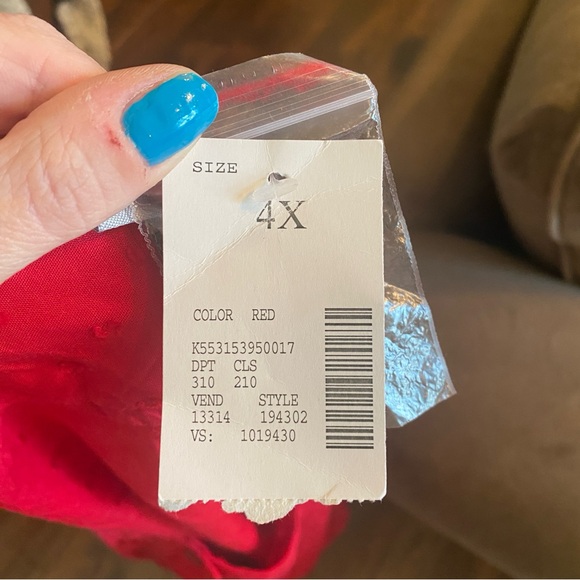 SIZE
4X
COLOR RED
K553153950017
DPT CLS
310 210
VEND STYLE
13314 194302
VS: 1019430